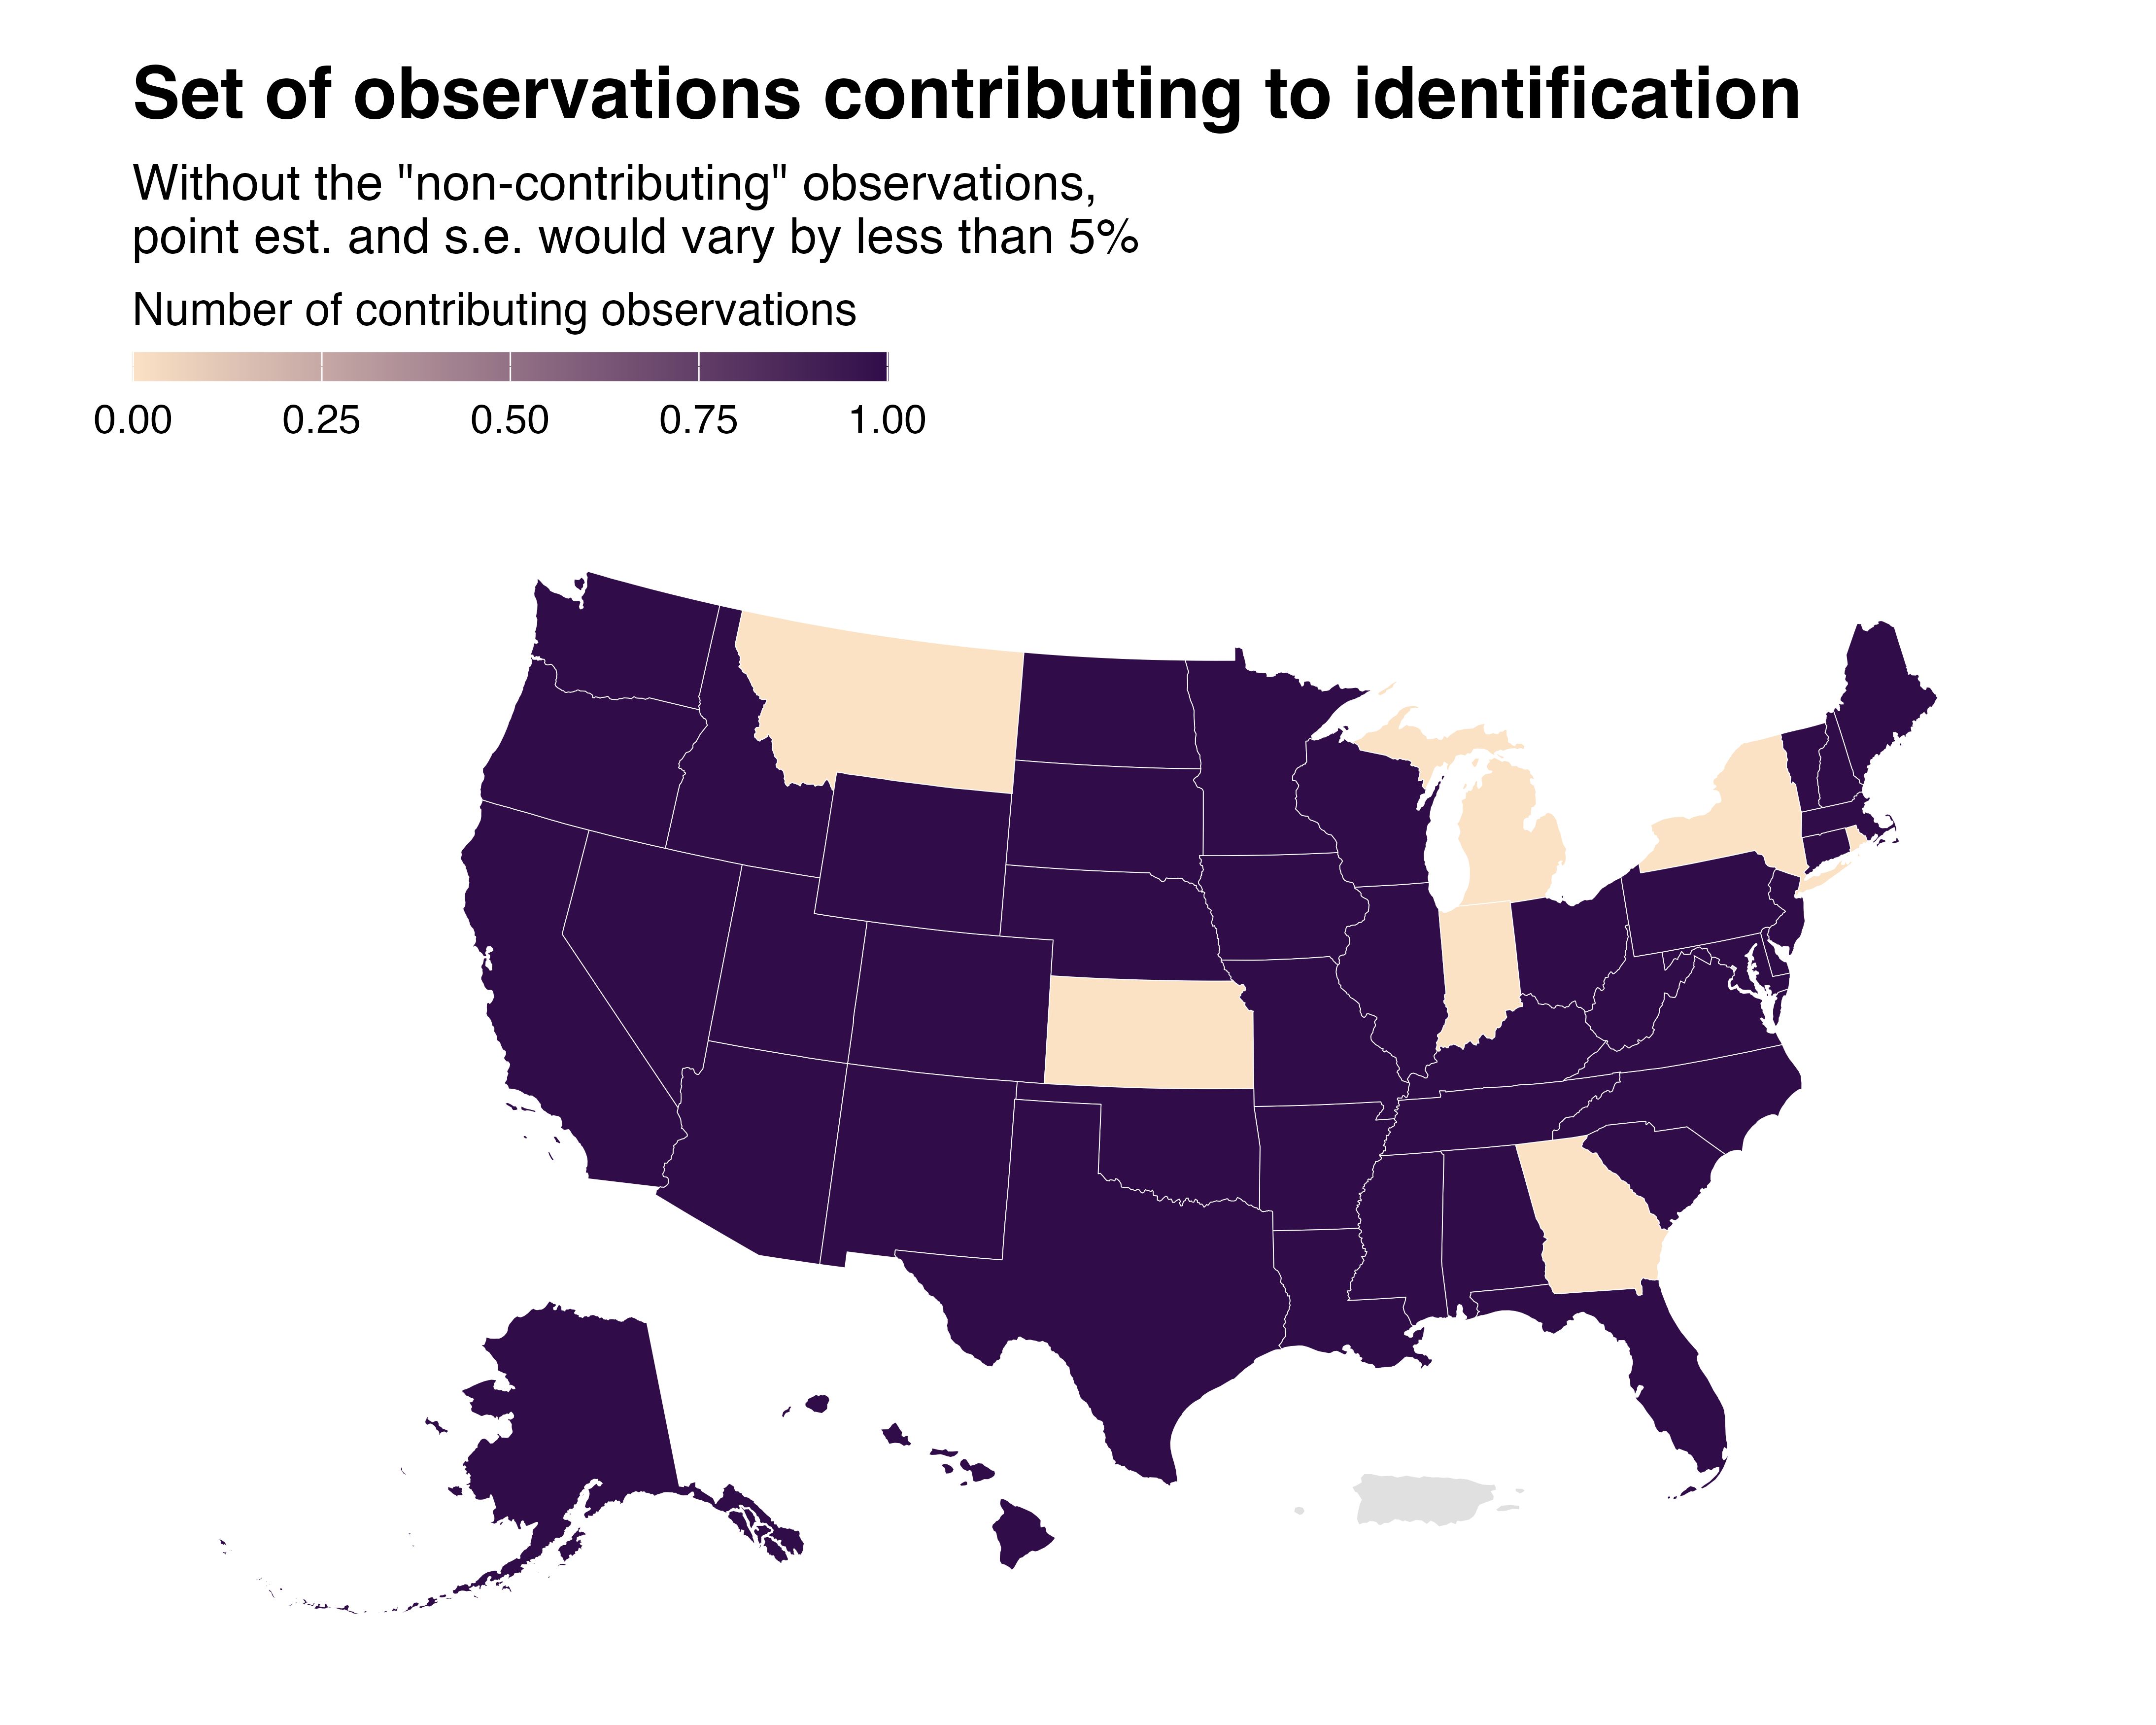 Set of observations contributing to identification
Without the "non-contributing" observations,
point est. and s.e. would vary by less than 5%
Number of contributing observations
0.00 0.25 0.50 0.75 1.00